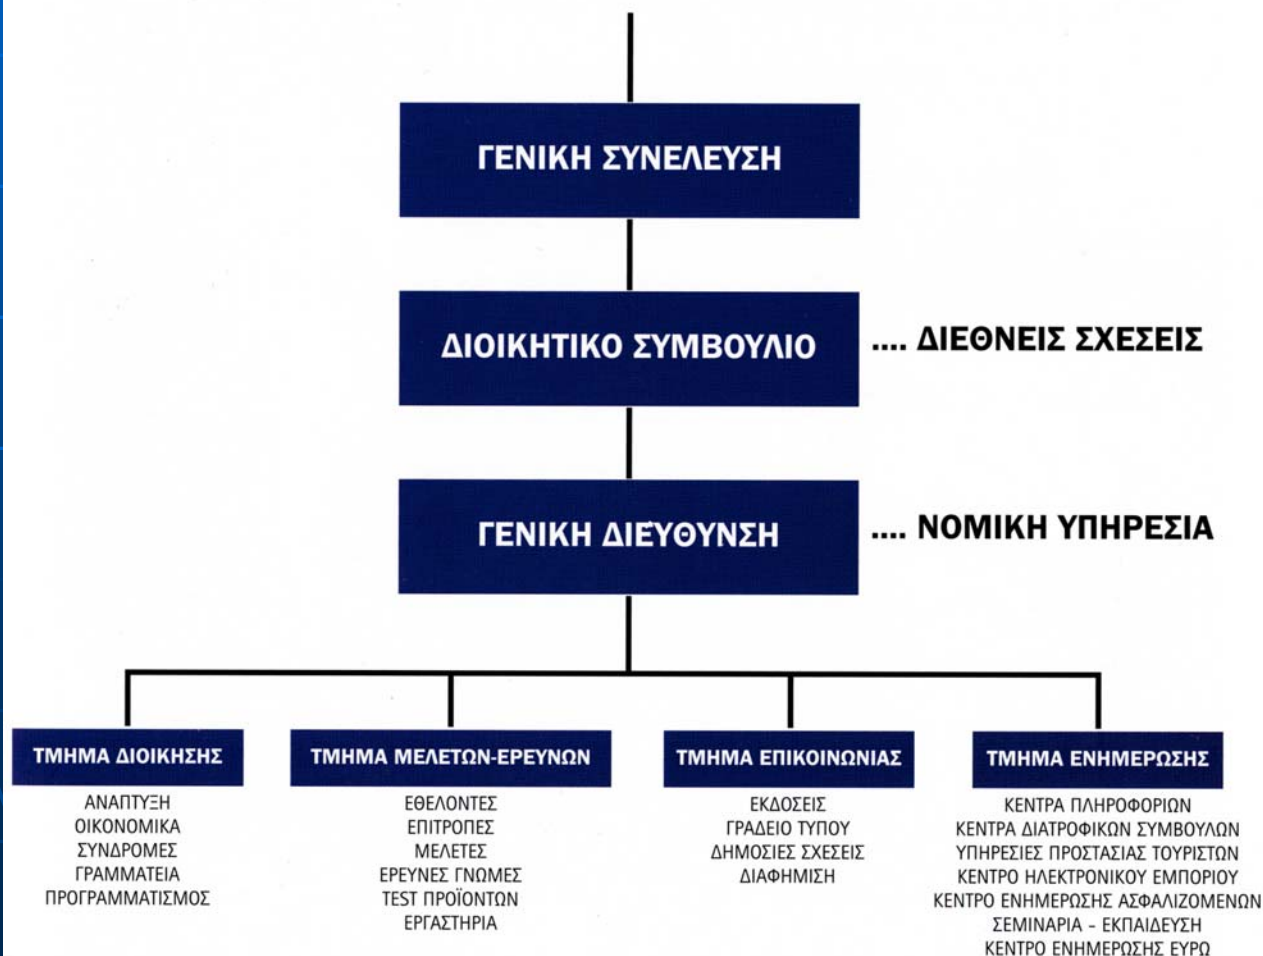 ΓΕΝΙΚΗ ΣΥΝΕΛΕΥΣΗ
ΔΙΟΙΚΗΤΙΚΟ ΣΥΜΒΟΥΛΙΟ
.... ΔΙΕΘΝΕΙΣ ΣΧΕΣΕΙΣ
ΓΕΝΙΚΗ ΔΙΕΥΘΥΝΣΗ
.... ΝΟΜΙΚΗ ΥΠΗΡΕΣΙΑ
ΤΜΗΜΑ ΔΙΟΙΚΗΣΗΣ
ΑΝΑΠΤΥΞΗ
ΟΙΚΟΝΟΜΙΚΑ
ΣΥΝΔΡΟΜΕΣ
ΓΡΑΜΜΑΤΕΙΑ
ΠΡΟΓΡΑΜΜΑΤΙΣΜΟΣ
ΤΜΗΜΑ ΜΕΛΕΤΩΝ-ΕΡΕΥΝΩΝ
ΕΘΕΛΟΝΤΕΣ
ΕΠΙΤΡΟΠΕΣ
ΜΕΛΕΤΕΣ
ΕΡΕΥΝΕΣ ΓΝΩΜΕΣ
TEST ΠΡΟΪΟΝΤΩΝ
ΕΡΓΑΣΤΗΡΙΑ
ΤΜΗΜΑ ΕΠΙΚΟΙΝΩΝΙΑΣ
ΕΚΔΟΣΕΙΣ
ΓΡΑΔΕΙΟ ΤΥΠΟΥ
ΔΗΜΟΣΙΕΣ ΣΧΕΣΕΙΣ
ΔΙΑΦΗΜΙΣΗ
ΤΜΗΜΑ ΕΝΗΜΕΡΩΣΗΣ
ΚΕΝΤΡΑ ΠΛΗΡΟΦΟΡΙΩΝ
ΚΕΝΤΡΑ ΔΙΑΤΡΟΦΙΚΩΝ ΣΥΜΒΟΥΛΩΝ
ΥΠΗΡΕΣΙΕΣ ΠΡΟΣΤΑΣΙΑΣ ΤΟΥΡΙΣΤΩΝ
ΚΕΝΤΡΟ ΗΛΕΚΤΡΟΝΙΚΟΥ ΕΜΠΟΡΙΟΥ
ΚΕΝΤΡΟ ΕΝΗΜΕΡΩΣΗΣ ΑΣΦΑΛΙΖΟΜΕΝΩΝ
ΣΕΜΙΝΑΡΙΑ – ΕΚΠΑΙΔΕΥΣΗ
ΚΕΝΤΡΟ ΕΝΗΜΕΡΩΣΗΣ ΕΥΡΩ